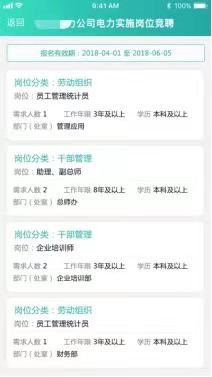 9:41 AM
返回
力公司电力实施岗位竞聘
报名有效期：2018-04-01 至 2018-06-05
岗位分类：劳动组织
岗位：员工管理统计员
需求人数 1 工作年限 3年及以上 学历 本科及以上
部门（处室）管理应用
岗位分类：干部管理
岗位：助理、副总师
需求人数 2 工作年限 8年及以上 学历 本科及以上
部门（处室）总师办
岗位分类：干部管理
岗位：企业培训师
需求人数 2 工作年限 3年及以上 学历 本科及以上
部门（处室）企业培训部
岗位分类：劳动组织
岗位：员工管理统计员
需求人数 1 工作年限 3年及以上 学历 本科及以上
部门（处室）财务部